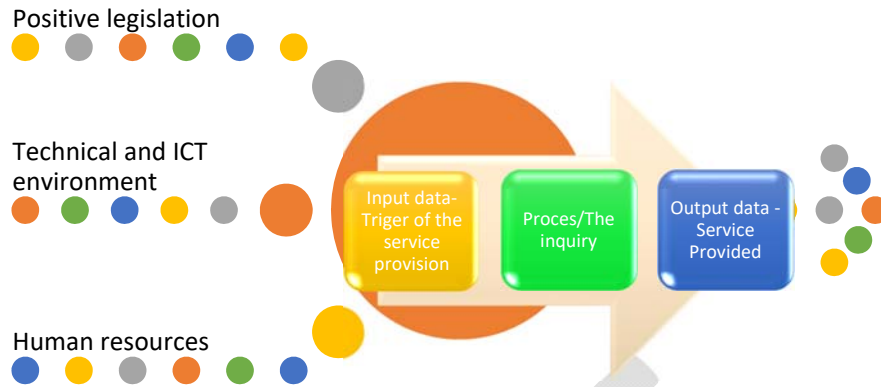 Positive legislation
Technical and ICT
environment
Input data-
Triger of the
service
provision
Proces/The
inquiry
Output data -
Service
Provided
Human resources